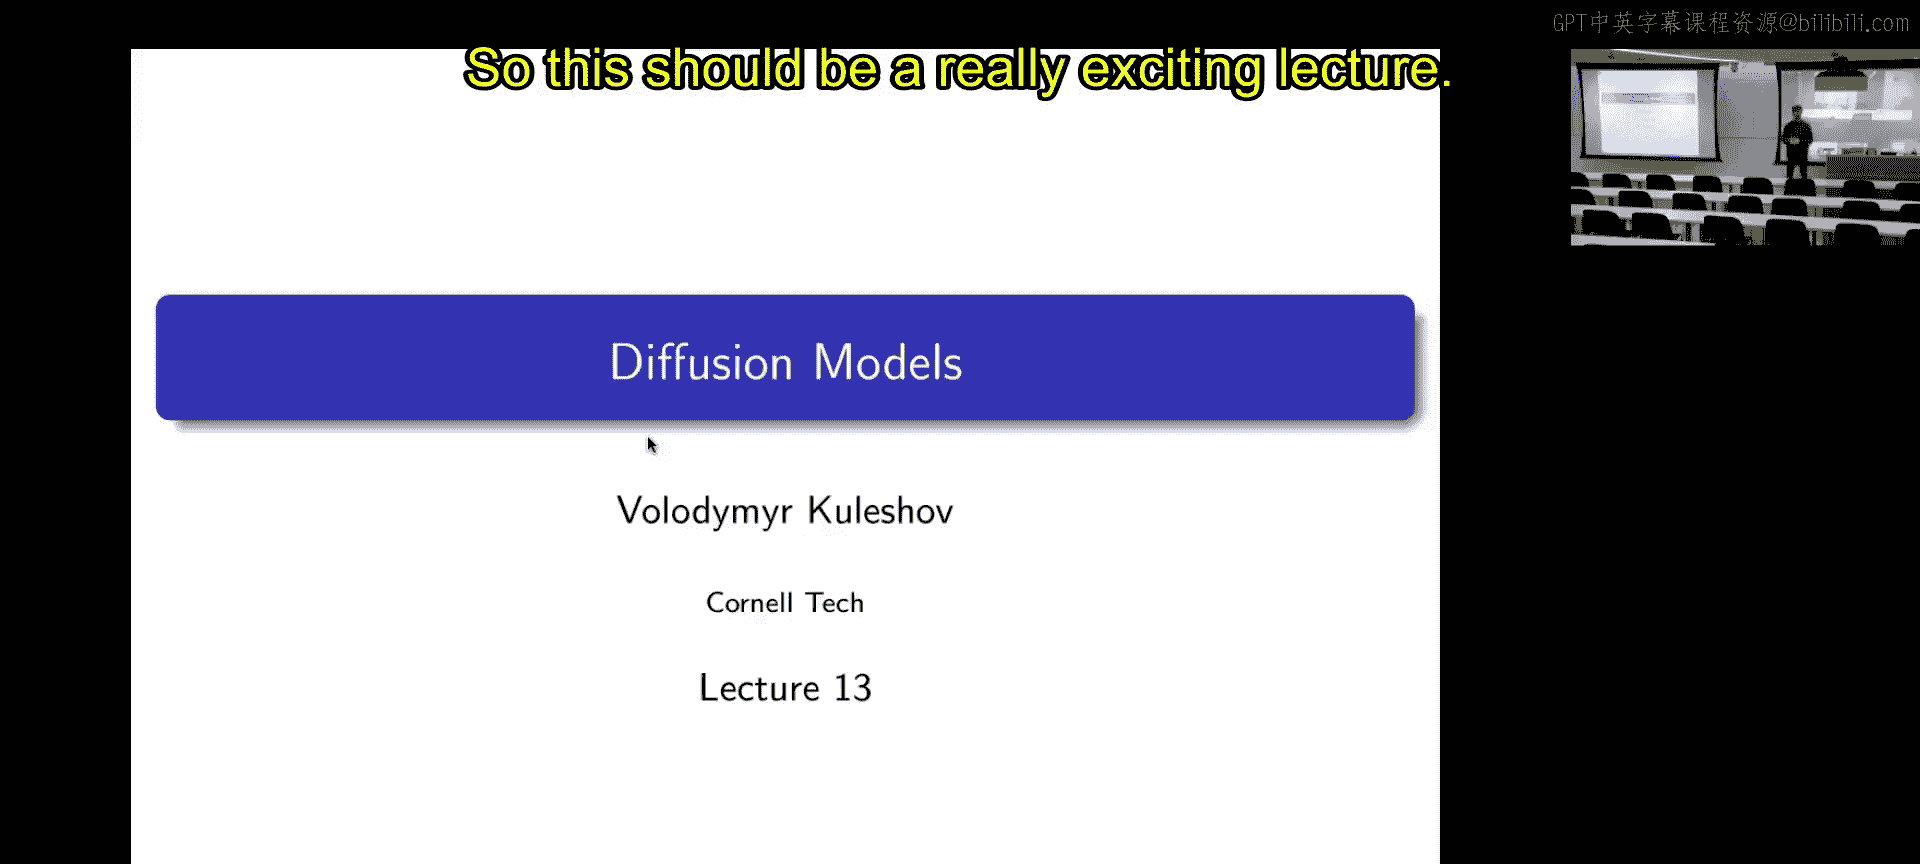 GPT中英字幕课程资源@bilibili.com
So this should be a really exciting lecture.
Diffusion Models
Volodymyr Kuleshov
Cornell Tech
Lecture 13